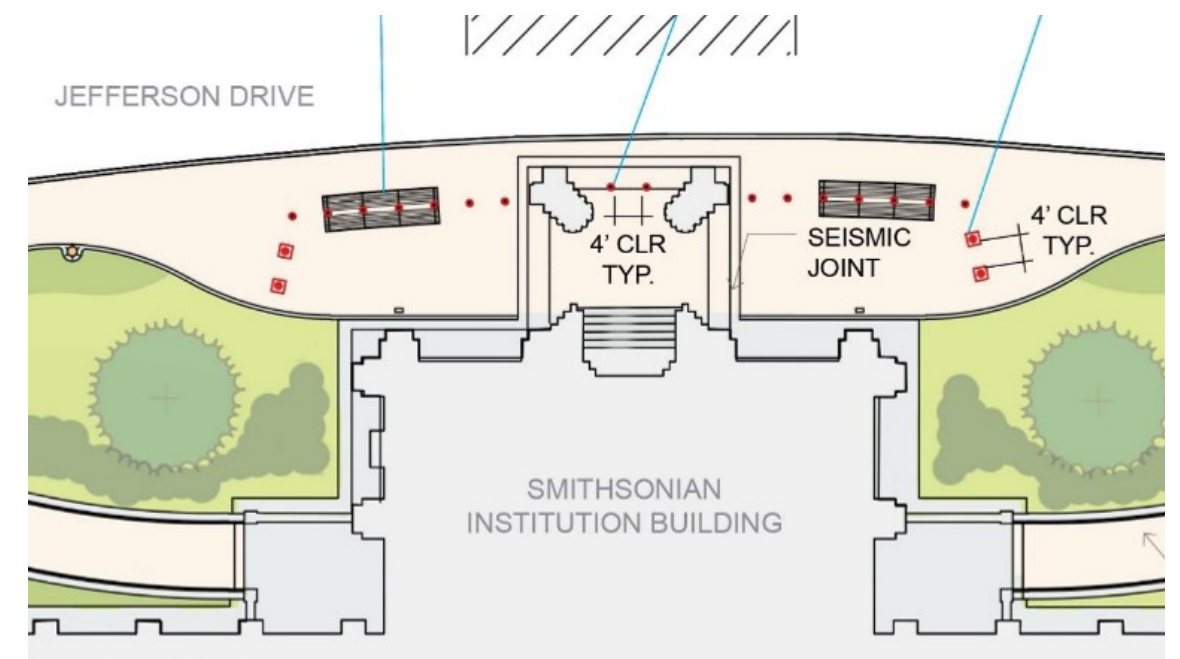 JEFFERSON DRIVE
4’ CLR
TYP.
SEISMIC
JOINT
4’ CLR
TYP.
SMITHSONIAN
INSTITUTION BUILDING